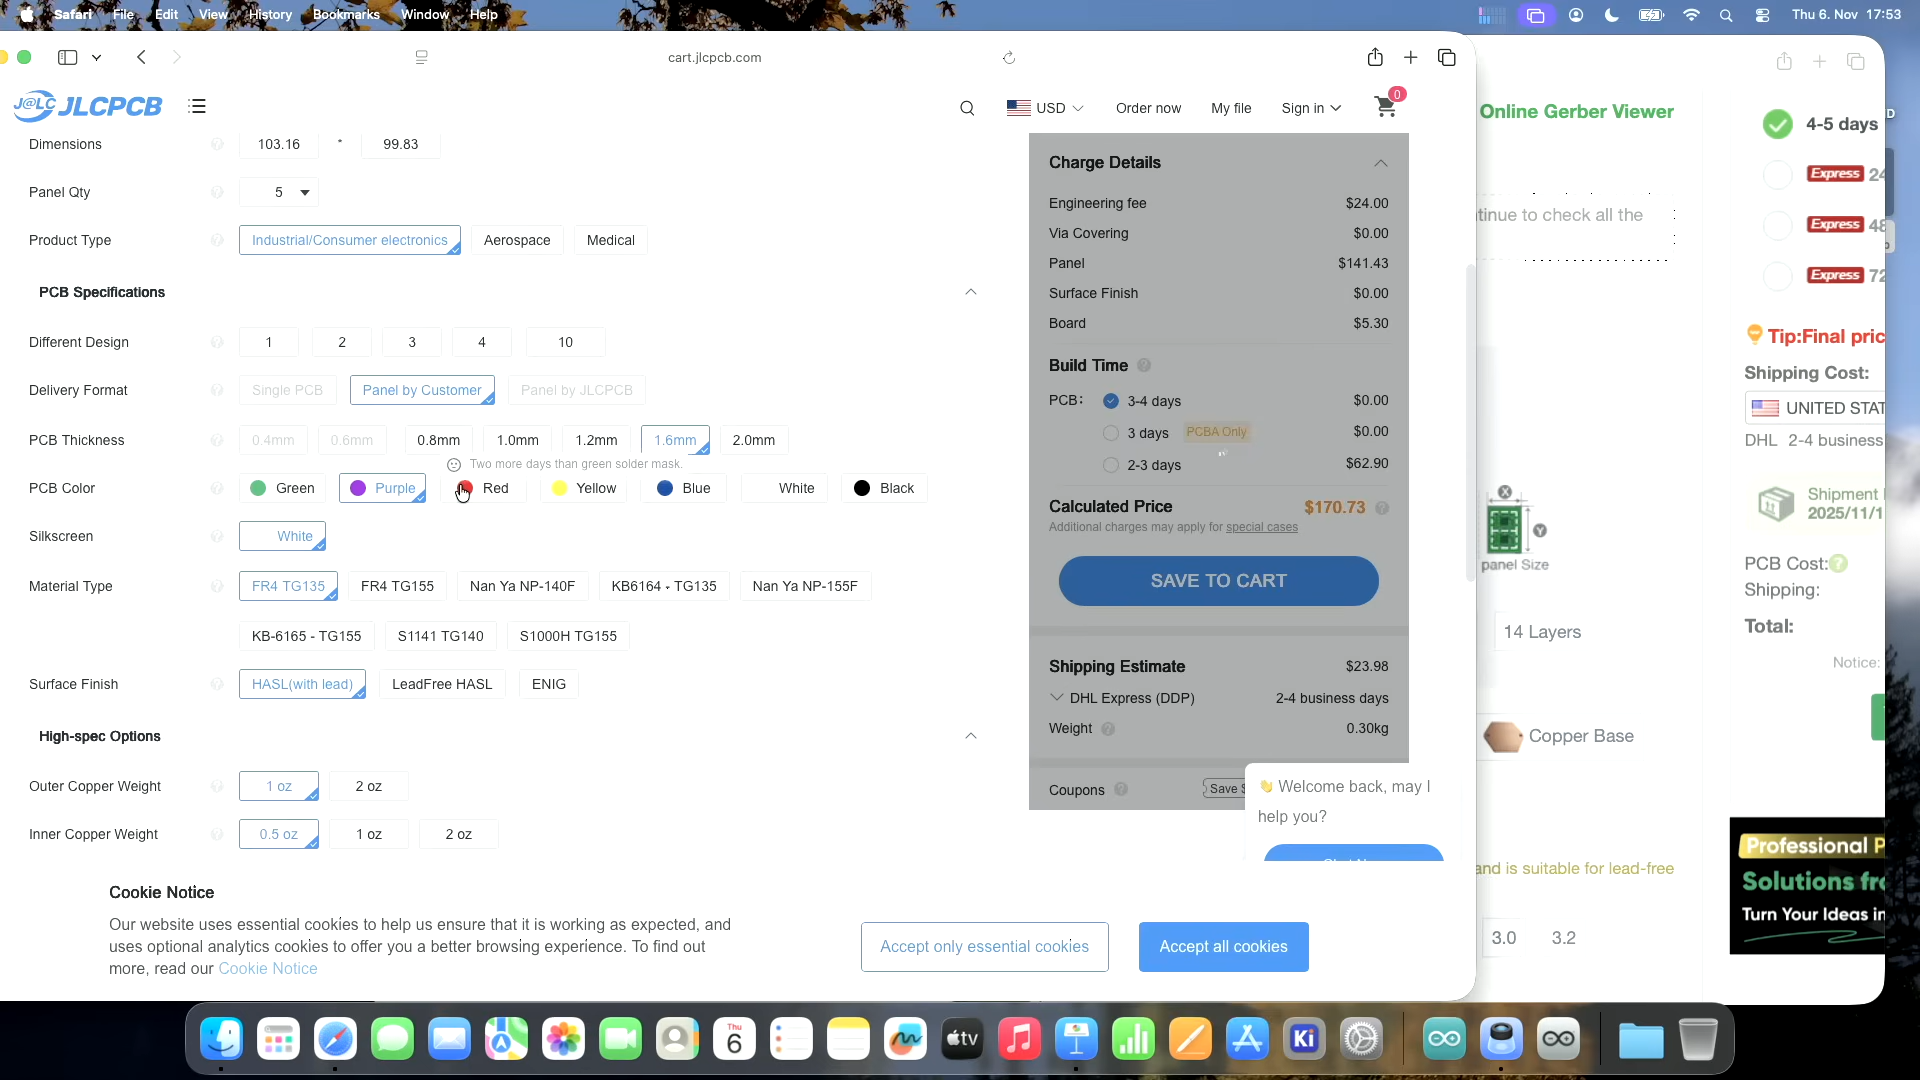 Safari File Edit View History Bookmarks Window Help
Thu 6. Nov 17:53
cart.jlcpcb.com
J@LC JLCPCB
USD
Order now
My file
Sign in
0
Dimensions
103.16 * 99.83
Panel Qty
5
Product Type
Industrial/Consumer electronics
Aerospace
Medical
PCB Specifications
Different Design
1 2 3 4 10
Delivery Format
Single PCB
Panel by Customer
Panel by JLCPCB
PCB Thickness
0.4mm 0.6mm 0.8mm 1.0mm 1.2mm 1.6mm 2.0mm
Two more days than green solder mask.
PCB Color
Green Purple Red Yellow Blue White Black
Silkscreen
White
Material Type
FR4 TG135
FR4 TG155
Nan Ya NP-140F
KB6164 - TG135
Nan Ya NP-155F
KB-6165 - TG155
S1141 TG140
S1000H TG155
Surface Finish
HASL(with lead)
LeadFree HASL
ENIG
High-spec Options
Outer Copper Weight
1 oz 2 oz
Inner Copper Weight
0.5 oz 1 oz 2 oz
Charge Details
Engineering fee $24.00
Via Covering $0.00
Panel $141.43
Surface Finish $0.00
Board $5.30
Build Time
PCB: 3-4 days $0.00
3 days PCBA Only $0.00
2-3 days $62.90
Calculated Price $170.73
Additional charges may apply for special cases
SAVE TO CART
Shipping Estimate $23.98
DHL Express (DDP) 2-4 business days
Weight 0.30kg
Coupons Save
👋 Welcome back, may I
help you?
Cookie Notice
Our website uses essential cookies to help us ensure that it is working as expected, and
uses optional analytics cookies to offer you a better browsing experience. To find out
more, read our Cookie Notice
Accept only essential cookies
Accept all cookies
Online Gerber Viewer
tinue to check all the
X
Y
panel Size
14 Layers
Copper Base
and is suitable for lead-free
3.0 3.2
4-5 days
Express 24
Express 48
Express 72
Tip:Final pric
Shipping Cost:
UNITED STAT
DHL 2-4 business
Shipment
2025/11/1
PCB Cost:
Shipping:
Total:
Notice:
Professional P
Solutions fr
Turn Your Ideas in
Thu
6
tv
Ki